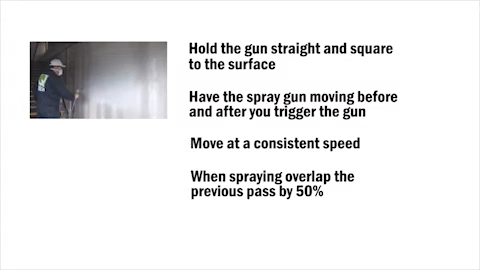 Hold the gun straight and square
to the surface
Have the spray gun moving before
and after you trigger the gun
Move at a consistent speed
When spraying overlap the
previous pass by 50%